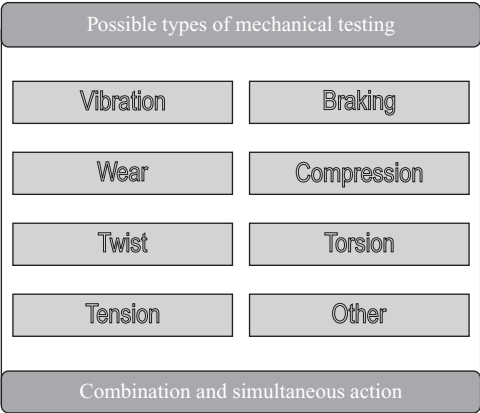 Possible types of mechanical testing
Vibration
Braking
Wear
Compression
Twist
Torsion
Tension
Other
Combination and simultaneous action